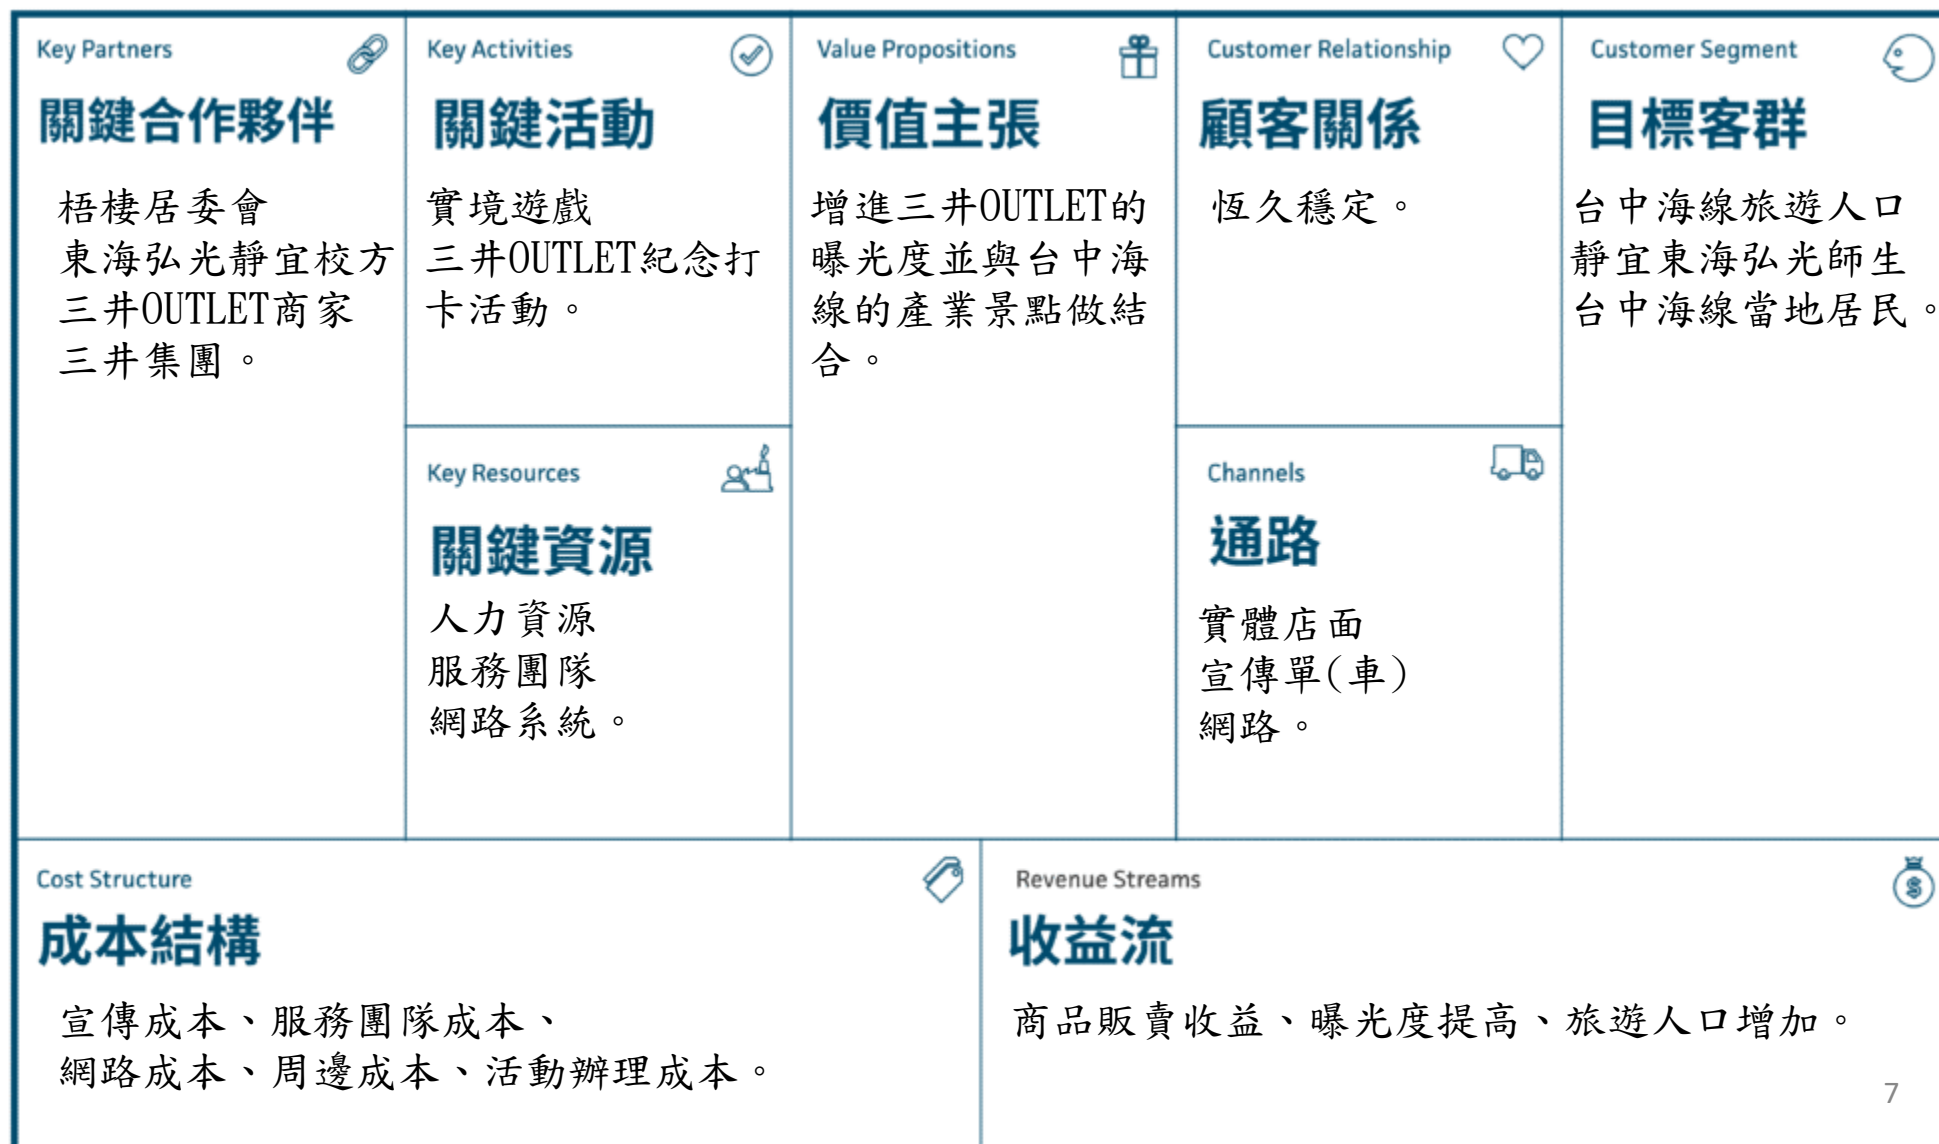 Key Partners
關鍵合作夥伴
梧棲居委會
東海弘光靜宜校方
三井OUTLET商家
三井集團。
Key Activities
關鍵活動
實境遊戲
三井OUTLET紀念打
卡活動。
Key Resources
關鍵資源
人力資源
服務團隊
網路系統。
Value Propositions
價值主張
增進三井OUTLET的
曝光度並與台中海
線的產業景點做結
合。
Customer Relationship
顧客關係
恆久穩定。
Channels
通路
實體店面
宣傳單(車)
網路。
Customer Segment
目標客群
台中海線旅遊人口
靜宜東海弘光師生
台中海線當地居民。
Cost Structure
成本結構
宣傳成本、服務團隊成本、
網路成本、周邊成本、活動辦理成本。
Revenue Streams
收益流
商品販賣收益、曝光度提高、旅遊人口增加。
7